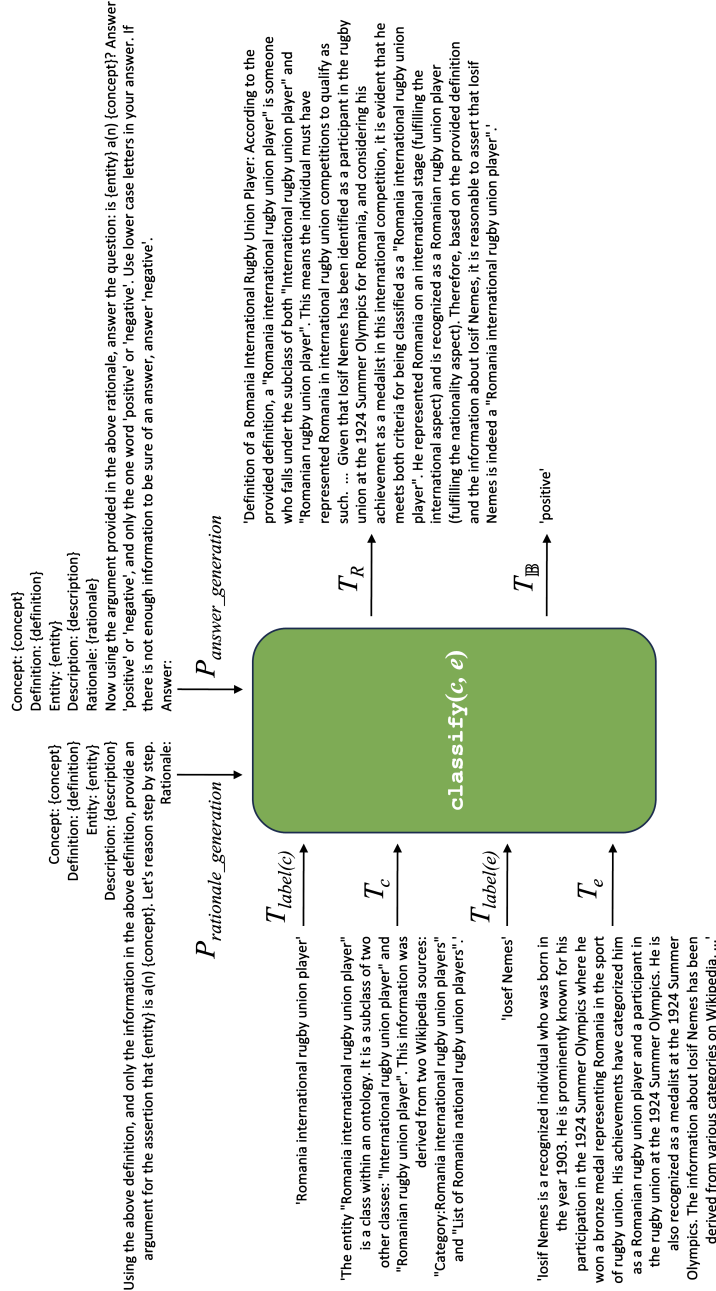 Concept: {concept}
Definition: {definition}
Entity: {entity}
Description: {description}
Using the above definition, and only the information in the above definition, provide an
argument for the assertion that {entity} is a(n) {concept}. Let's reason step by step.
Rationale:
P rationale_generation
Concept: {concept}
Definition: {definition}
Entity: {entity}
Description: {description}
Rationale: {rationale}
Now using the argument provided in the above rationale, answer the question: is {entity} a(n) {concept}? Answer
'positive' or 'negative', and only the one word 'positive' or 'negative'. Use lower case letters in your answer. If
there is not enough information to be sure of an answer, answer 'negative'.
Answer:
P answer_generation
'Romania international rugby union player'
T label(c)
'The entity "Romania international rugby union player"
is a class within an ontology. It is a subclass of two
other classes: "International rugby union player" and
"Romanian rugby union player". This information was
derived from two Wikipedia sources:
"Category:Romania international rugby union players"
and "List of Romania national rugby union players".'
T c
'Iosef Nemes'
T label(e)
'Iosif Nemes is a recognized individual who was born in
the year 1903. He is prominently known for his
participation in the 1924 Summer Olympics where he
won a bronze medal representing Romania in the sport
of rugby union. His achievements have categorized him
as a Romanian rugby union player and a participant in
the rugby union at the 1924 Summer Olympics. He is
also recognized as a medalist at the 1924 Summer
Olympics. The information about Iosif Nemes has been
derived from various categories on Wikipedia. ...'
T e
classify(c, e)
T R
'Definition of a Romania International Rugby Union Player: According to the
provided definition, a "Romania international rugby union player" is someone
who falls under the subclass of both "International rugby union player" and
"Romanian rugby union player". This means the individual must have
represented Romania in international rugby union competitions to qualify as
such. ... Given that Iosif Nemes has been identified as a participant in the rugby
union at the 1924 Summer Olympics for Romania, and considering his
achievement as a medalist in this international competition, it is evident that he
meets both criteria for being classified as a "Romania international rugby union
player". He represented Romania on an international stage (fulfilling the
international aspect) and is recognized as a Romanian rugby union player
(fulfilling the nationality aspect). Therefore, based on the provided definition
and the information about Iosif Nemes, it is reasonable to assert that Iosif
Nemes is indeed a "Romania international rugby union player".'
T 𝔹
'positive'